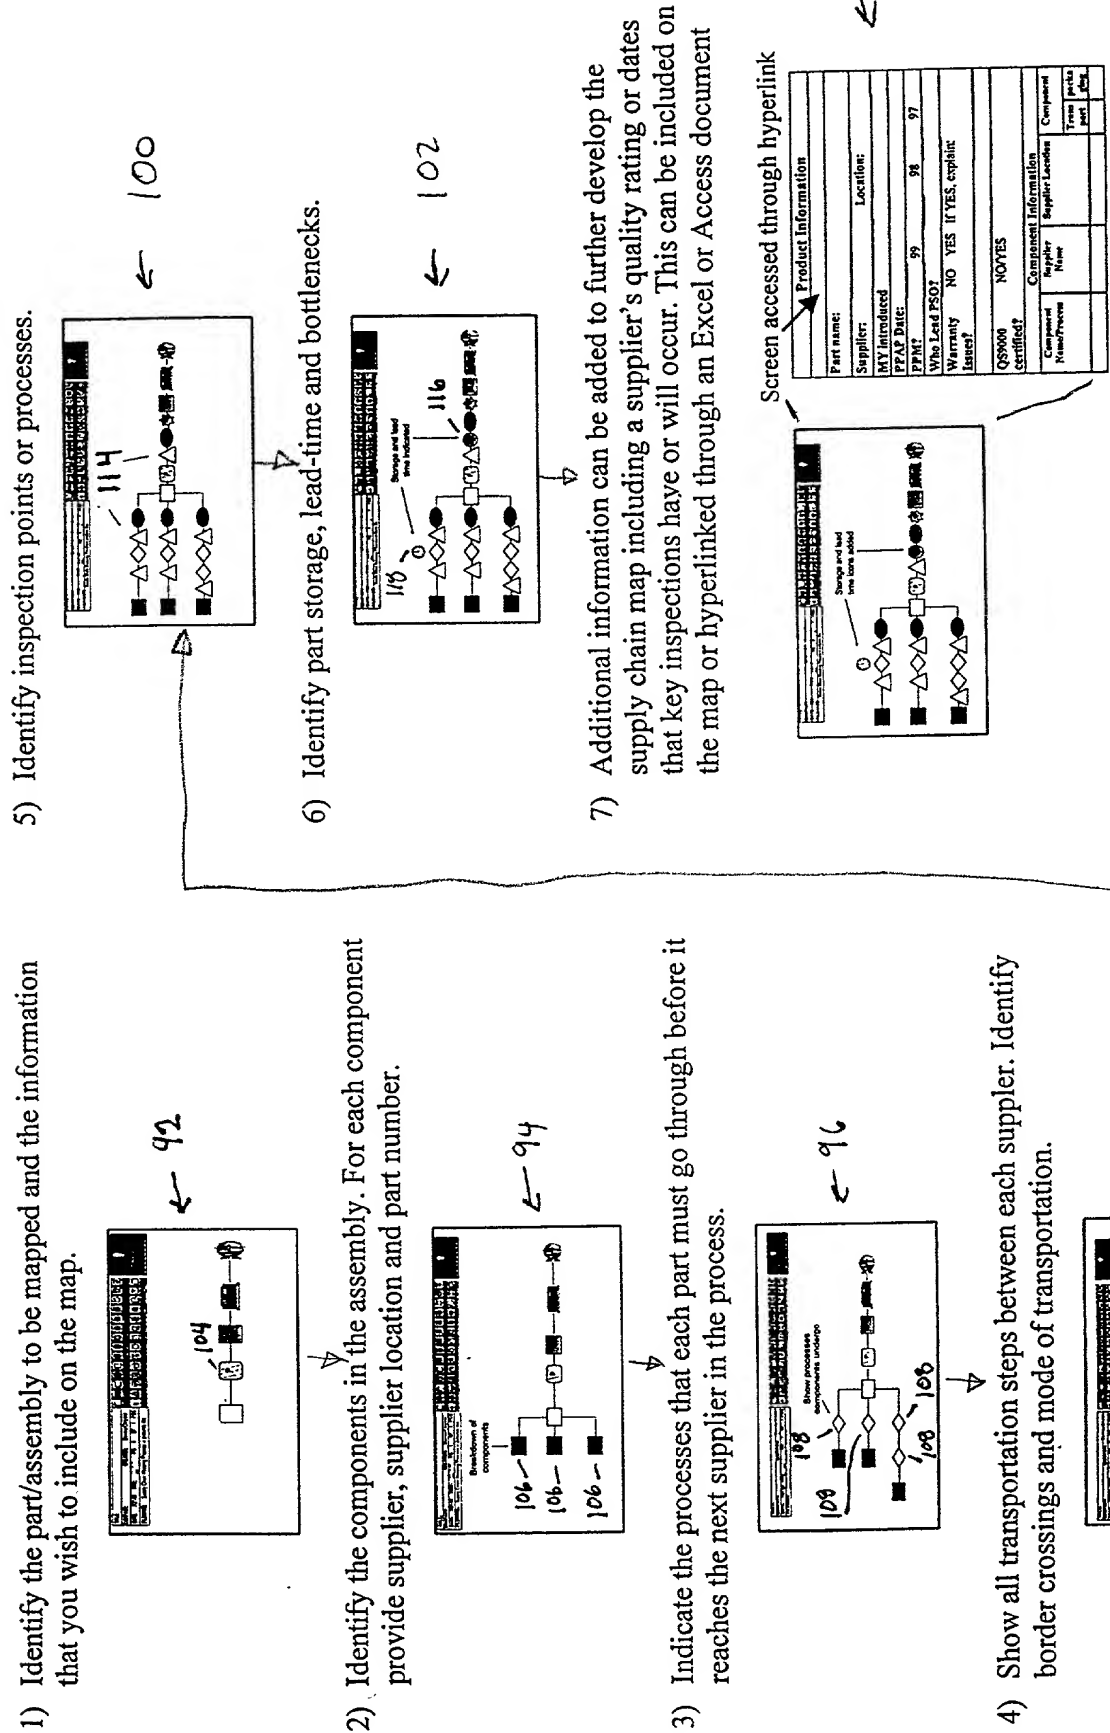 1) Identify the part/assembly to be mapped and the information
that you wish to include on the map.
← 92
104
2) Identify the components in the assembly. For each component
provide supplier, supplier location and part number.
← 94
Breakdown of
components
106
106
106
3) Indicate the processes that each part must go through before it
reaches the next supplier in the process.
← 96
Show processes
components undergo
108
108
108
108
4) Show all transportation steps between each suppler. Identify
border crossings and mode of transportation.
5) Identify inspection points or processes.
← 100
114
6) Identify part storage, lead-time and bottlenecks.
← 102
118
Storage and lead
time indicated
116
7) Additional information can be added to further develop the
supply chain map including a supplier's quality rating or dates
that key inspections have or will occur. This can be included on
the map or hyperlinked through an Excel or Access document
Screen accessed through hyperlink
Storage and lead
time icons added
Product Information
Part name:
Supplier: Location:
MY introduced
PPAP Date:
PPM? 99 98 97
Who Lead PSO?
Warranty NO YES If YES, explain:
Issues?
QS9000 NO/YES
certified?
Component Information
Component Name/Process
Supplier Name
Supplier Location
Component
Trans port
packa ging